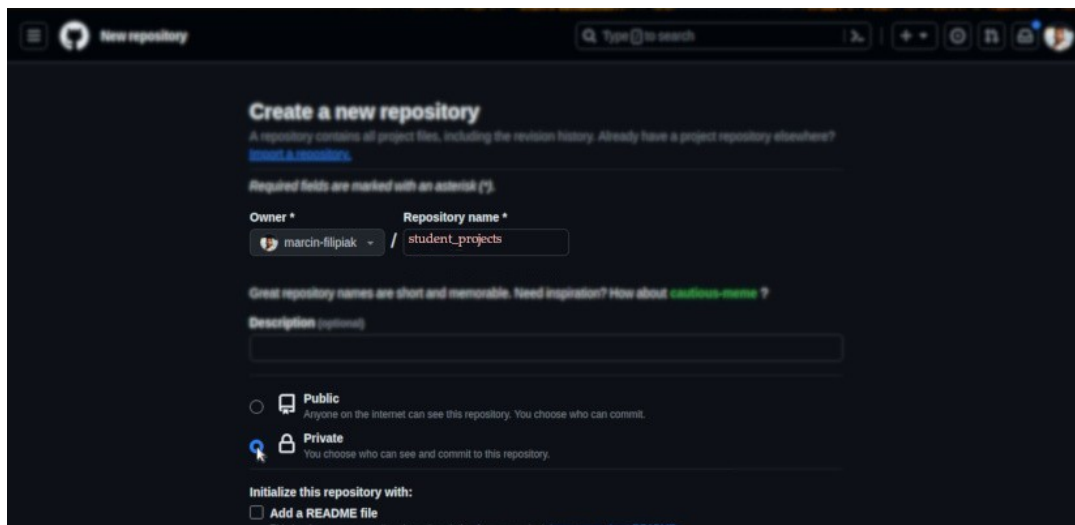 New repository
Type / to search
Create a new repository
A repository contains all project files, including the revision history. Already have a project repository elsewhere?
Import a repository.
Required fields are marked with an asterisk (*).
Owner *
Repository name *
marcin-filipiak
/
student_projects
Great repository names are short and memorable. Need inspiration? How about cautious-meme ?
Description (optional)
Public
Anyone on the internet can see this repository. You choose who can commit.
Private
You choose who can see and commit to this repository.
Initialize this repository with:
Add a README file